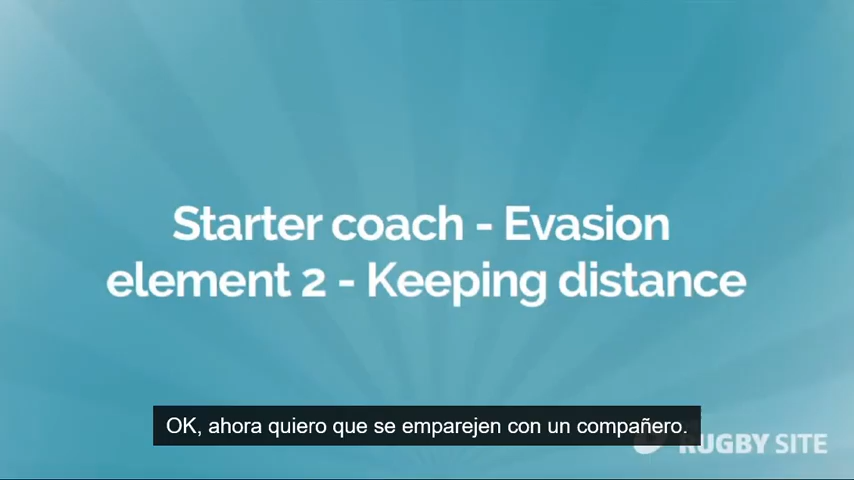 Starter coach - Evasion
element 2 - Keeping distance
OK, ahora quiero que se emparejen con un compañero.
RUGBY SITE